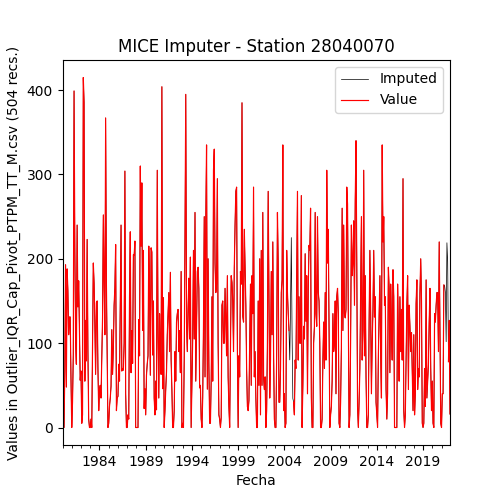 MICE Imputer - Station 28040070
Imputed
Value
Values in Outlier_IQR_Cap_Pivot_PTPM_TT_M.csv (504 recs.)
400
300
200
100
0
1984 1989 1994 1999 2004 2009 2014 2019
Fecha